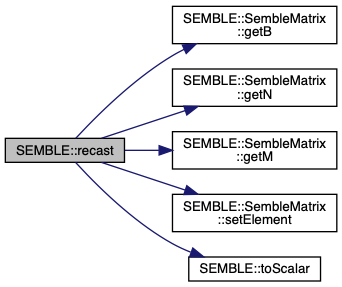 SEMBLE::SembleMatrix
::getB
SEMBLE::SembleMatrix
::getN
SEMBLE::recast
SEMBLE::SembleMatrix
::getM
SEMBLE::SembleMatrix
::setElement
SEMBLE::toScalar